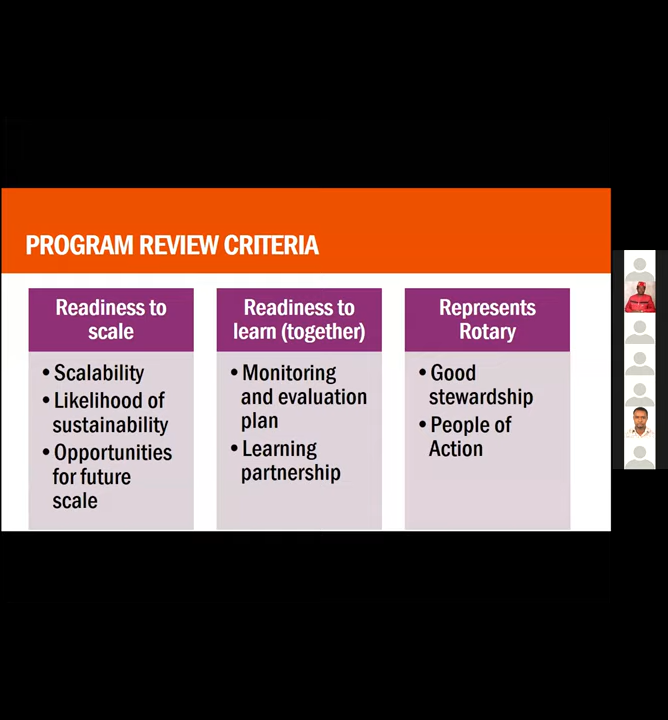 PROGRAM REVIEW CRITERIA
Readiness to
scale
• Scalability
• Likelihood of
sustainability
• Opportunities
for future
scale
Readiness to
learn (together)
• Monitoring
and evaluation
plan
• Learning
partnership
Represents
Rotary
• Good
stewardship
• People of
Action